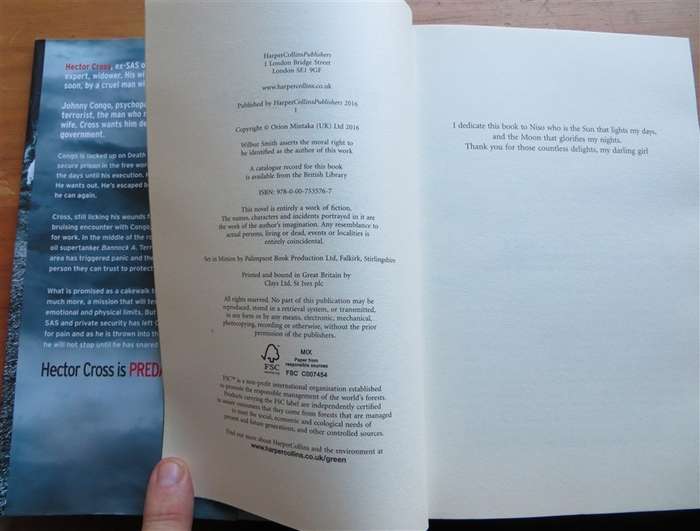 Hector Cross, ex-SAS
expert, widower. His wi
soon, by a cruel man wi
Johnny Congo, psychop
terrorist, the man who
wife. Cross wants him de
government.
Congo is locked up on Death
secure prison in the free wor
the days until his execution.
He wants out. He's escaped b
he can again.
Cross, still licking his wounds f
bruising encounter with Congo
for work. In the middle of the
oil supertanker Bannock A. Terr
area has triggered panic and the
person they can trust to protect
What is promised as a cakewalk
much more, a mission that will tes
emotional and physical limits. But
SAS and private security has left
for pain and as he is thrown into th
he will not stop until he has snared
Hector Cross is PRED
HarperCollinsPublishers
1 London Bridge Street
London SE1 9GF
www.harpercollins.co.uk
Published by HarperCollinsPublishers 2016
1
Copyright © Orion Mintaka (UK) Ltd 2016
Wilbur Smith asserts the moral right to
be identified as the author of this work
A catalogue record for this book
is available from the British Library
ISBN: 978-0-00-753576-7
This novel is entirely a work of fiction.
The names, characters and incidents portrayed in it are
the work of the author's imagination. Any resemblance to
actual persons, living or dead, events or localities is
entirely coincidental.
Set in Minion by Palimpsest Book Production Ltd, Falkirk, Stirlingshire
Printed and bound in Great Britain by
Clays Ltd, St Ives plc
All rights reserved. No part of this publication may be
reproduced, stored in a retrieval system, or transmitted,
in any form or by any means, electronic, mechanical,
photocopying, recording or otherwise, without the prior
permission of the publishers.
FSC
MIX
Paper from
responsible sources
FSC C007454
FSC™ is a non-profit international organisation established
to promote the responsible management of the world's forests.
Products carrying the FSC label are independently certified
to assure consumers that they come from forests that are managed
to meet the social, economic and ecological needs of
present and future generations, and other controlled sources.
Find out more about HarperCollins and the environment at
www.harpercollins.co.uk/green
I dedicate this book to Niso who is the Sun that lights my days,
and the Moon that glorifies my nights.
Thank you for those countless delights, my darling girl